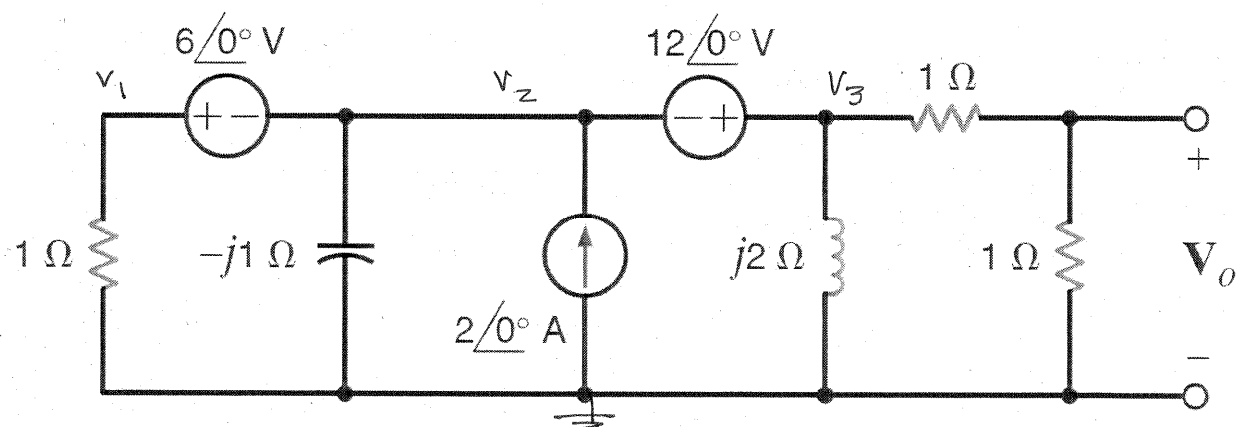 6/0° V
12/0° V
v₁
v₂
V₃
1 Ω
+ −
− +
+
1 Ω
−j1 Ω
j2 Ω
1 Ω
Vₒ
2/0° A
−